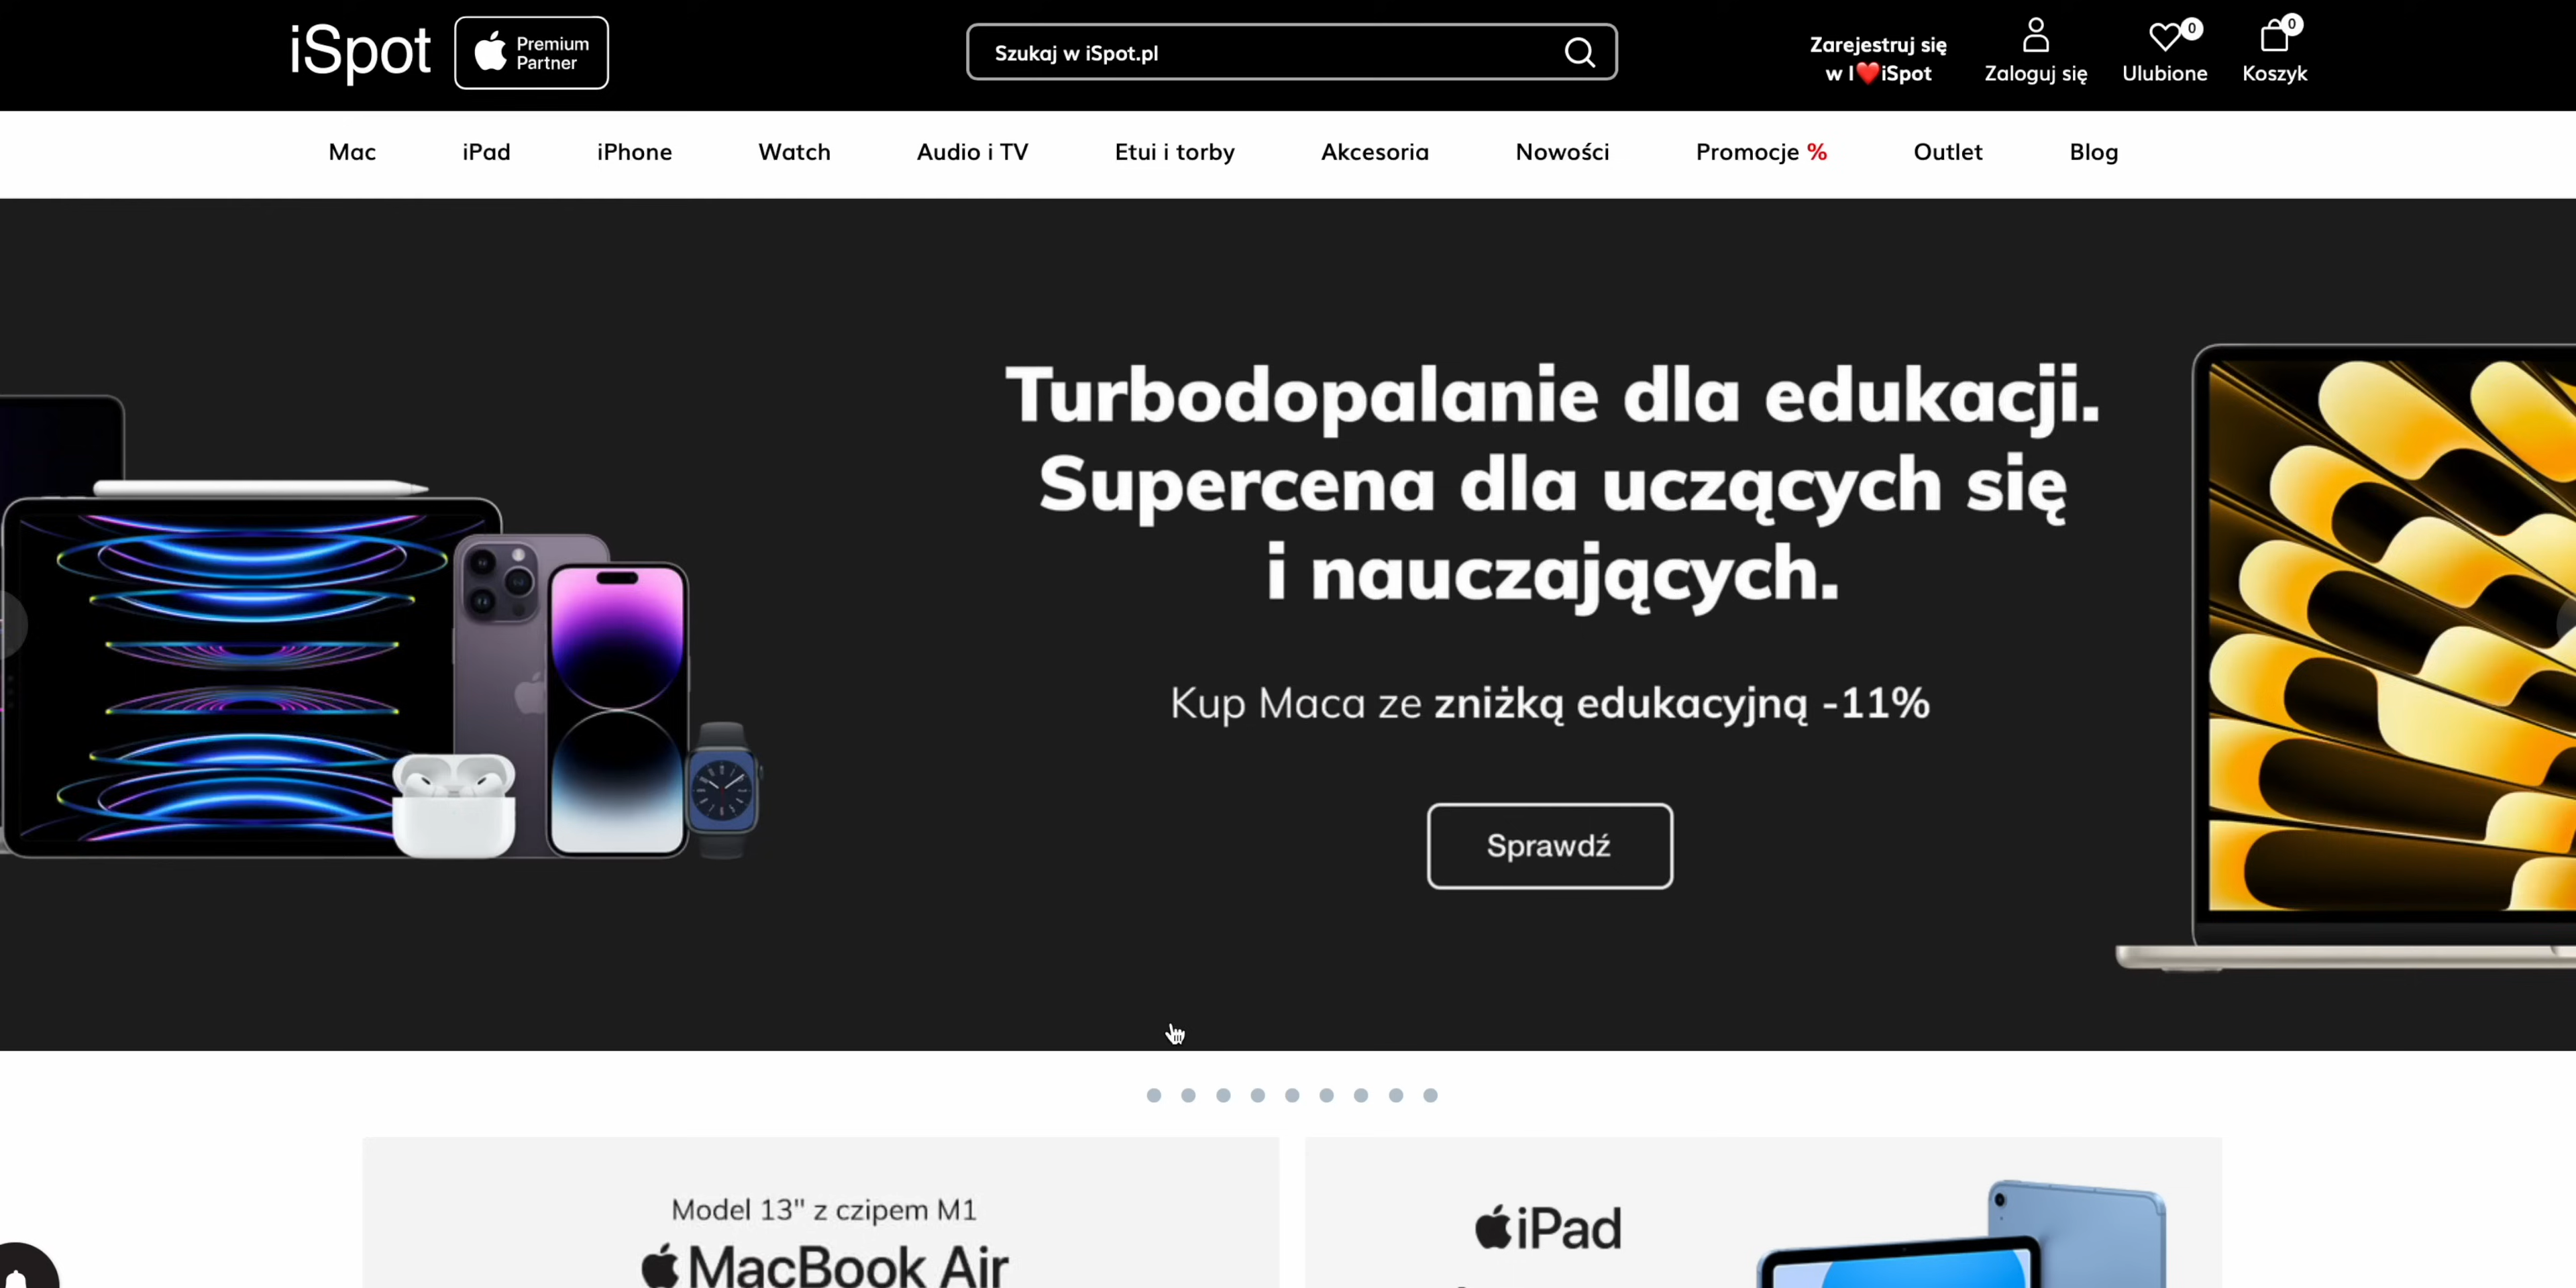 iSpot
Premium
Partner
Szukaj w iSpot.pl
Zarejestruj się
w I❤️iSpot
Zaloguj się
0
Ulubione
0
Koszyk
Mac
iPad
iPhone
Watch
Audio i TV
Etui i torby
Akcesoria
Nowości
Promocje %
Outlet
Blog
Turbodopalanie dla edukacji.
Supercena dla uczących się
i nauczających.
Kup Maca ze zniżką edukacyjną -11%
Sprawdź
Model 13" z czipem M1
MacBook Air
iPad